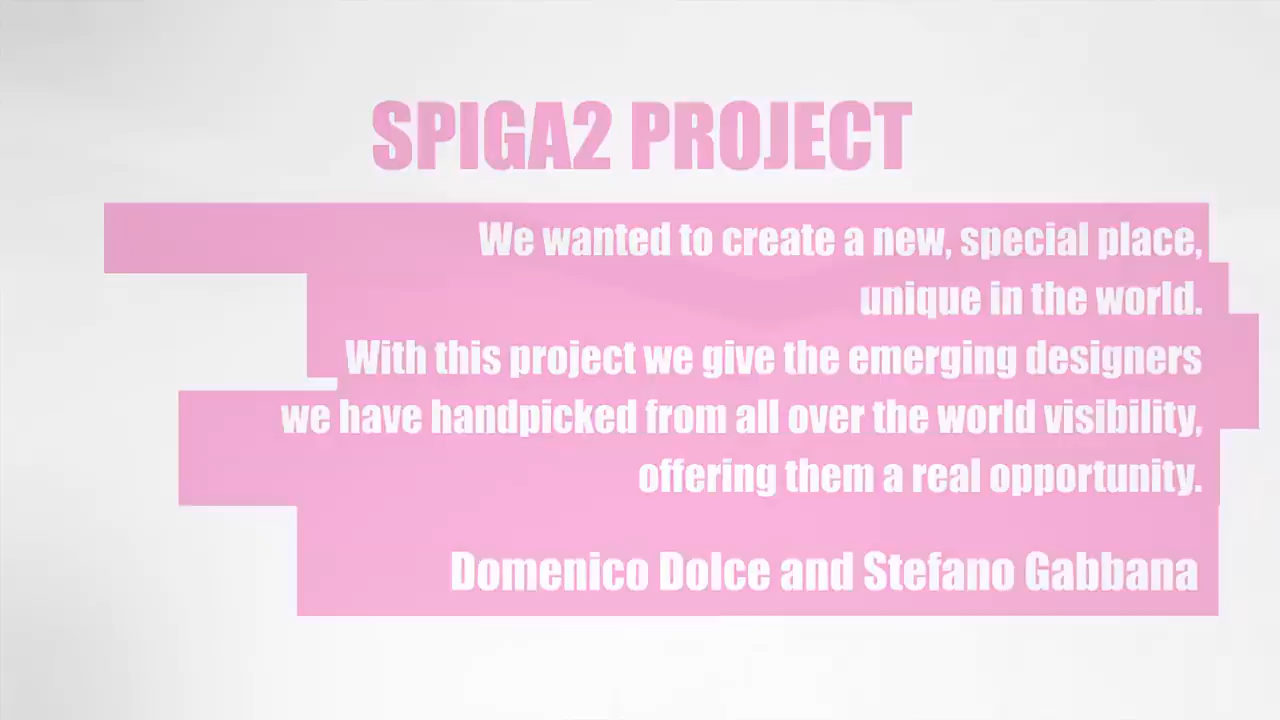 SPIGA2 PROJECT
We wanted to create a new, special place,
unique in the world.
With this project we give the emerging designers
we have handpicked from all over the world visibility,
offering them a real opportunity.
Domenico Dolce and Stefano Gabbana